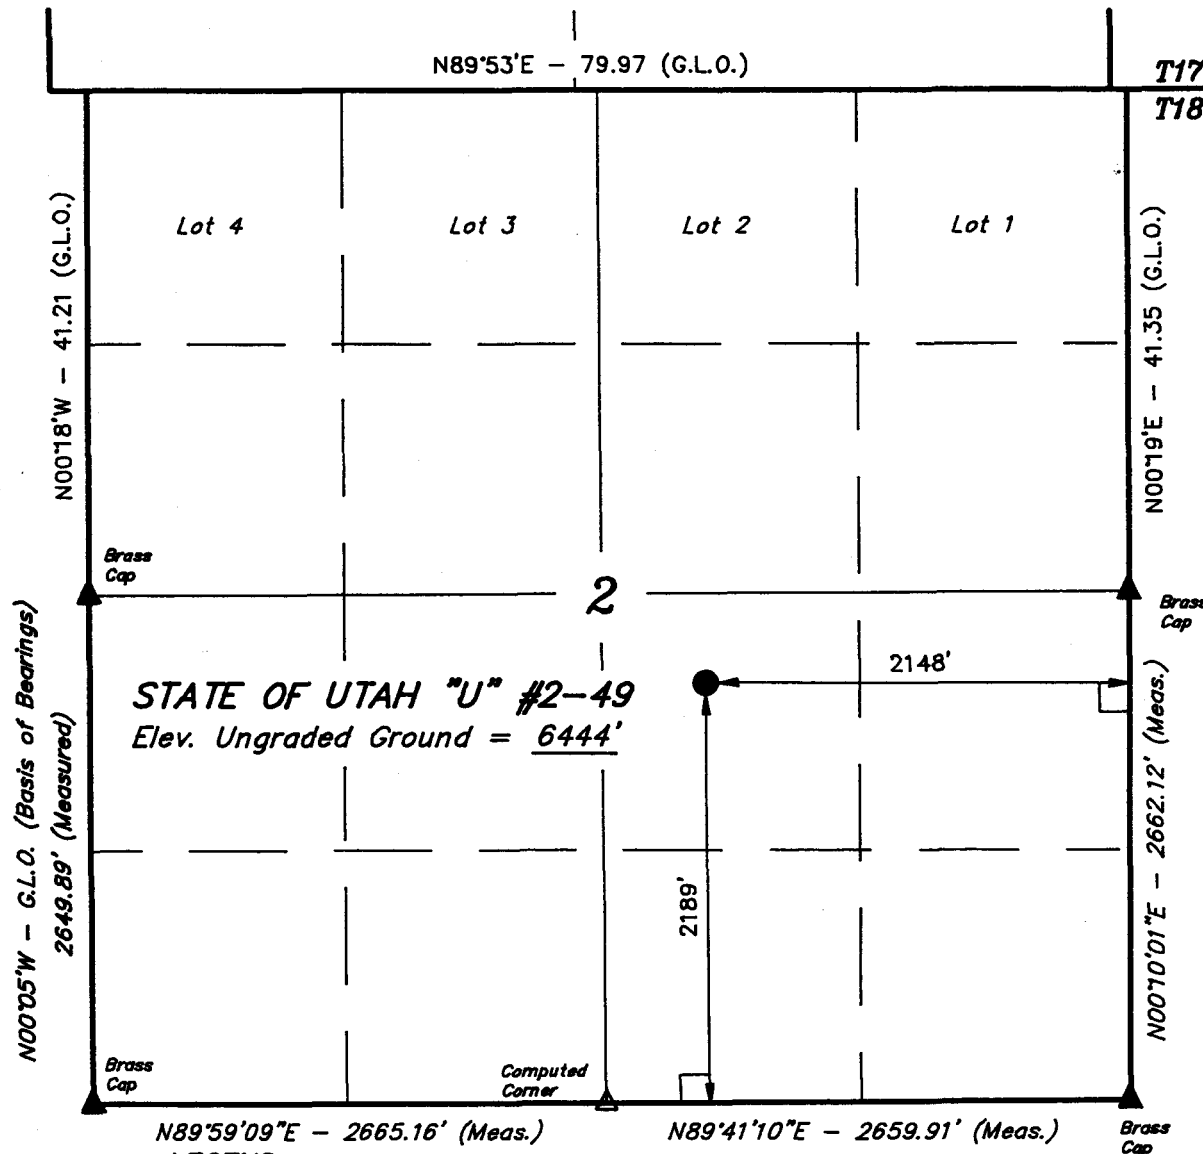 N89°53'E – 79.97 (G.L.O.)
T17
T18
Lot 4
Lot 3
Lot 2
Lot 1
N00°18'W – 41.21 (G.L.O.)
N00°19'E – 41.35 (G.L.O.)
Brass
Cap
2
Brass
Cap
2148'
STATE OF UTAH "U" #2–49
Elev. Ungraded Ground = 6444'
N00°05'W – G.L.O. (Basis of Bearings)
2649.89' (Measured)
2189'
N00°10'01"E – 2662.12' (Meas.)
Brass
Cap
Computed
Corner
N89°59'09"E – 2665.16' (Meas.)
N89°41'10"E – 2659.91' (Meas.)
Brass
Cap